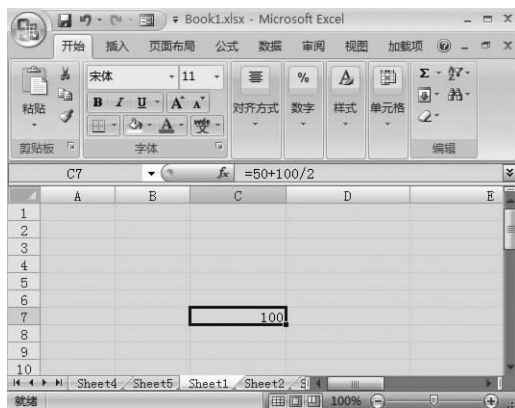 Book1.xlsx - Microsoft Excel
开始 插入 页面布局 公式 数据 审阅 视图 加载项
宋体 11
粘贴 B I U A A 对齐方式 数字 样式 单元格
% A Σ
A wén 变
剪贴板 字体 编辑
C7 fx =50+100/2
A B C D E
1
2
3
4
5
6
7 100
8
9
10
Sheet4 Sheet5 Sheet1 Sheet2 S
就绪 100%